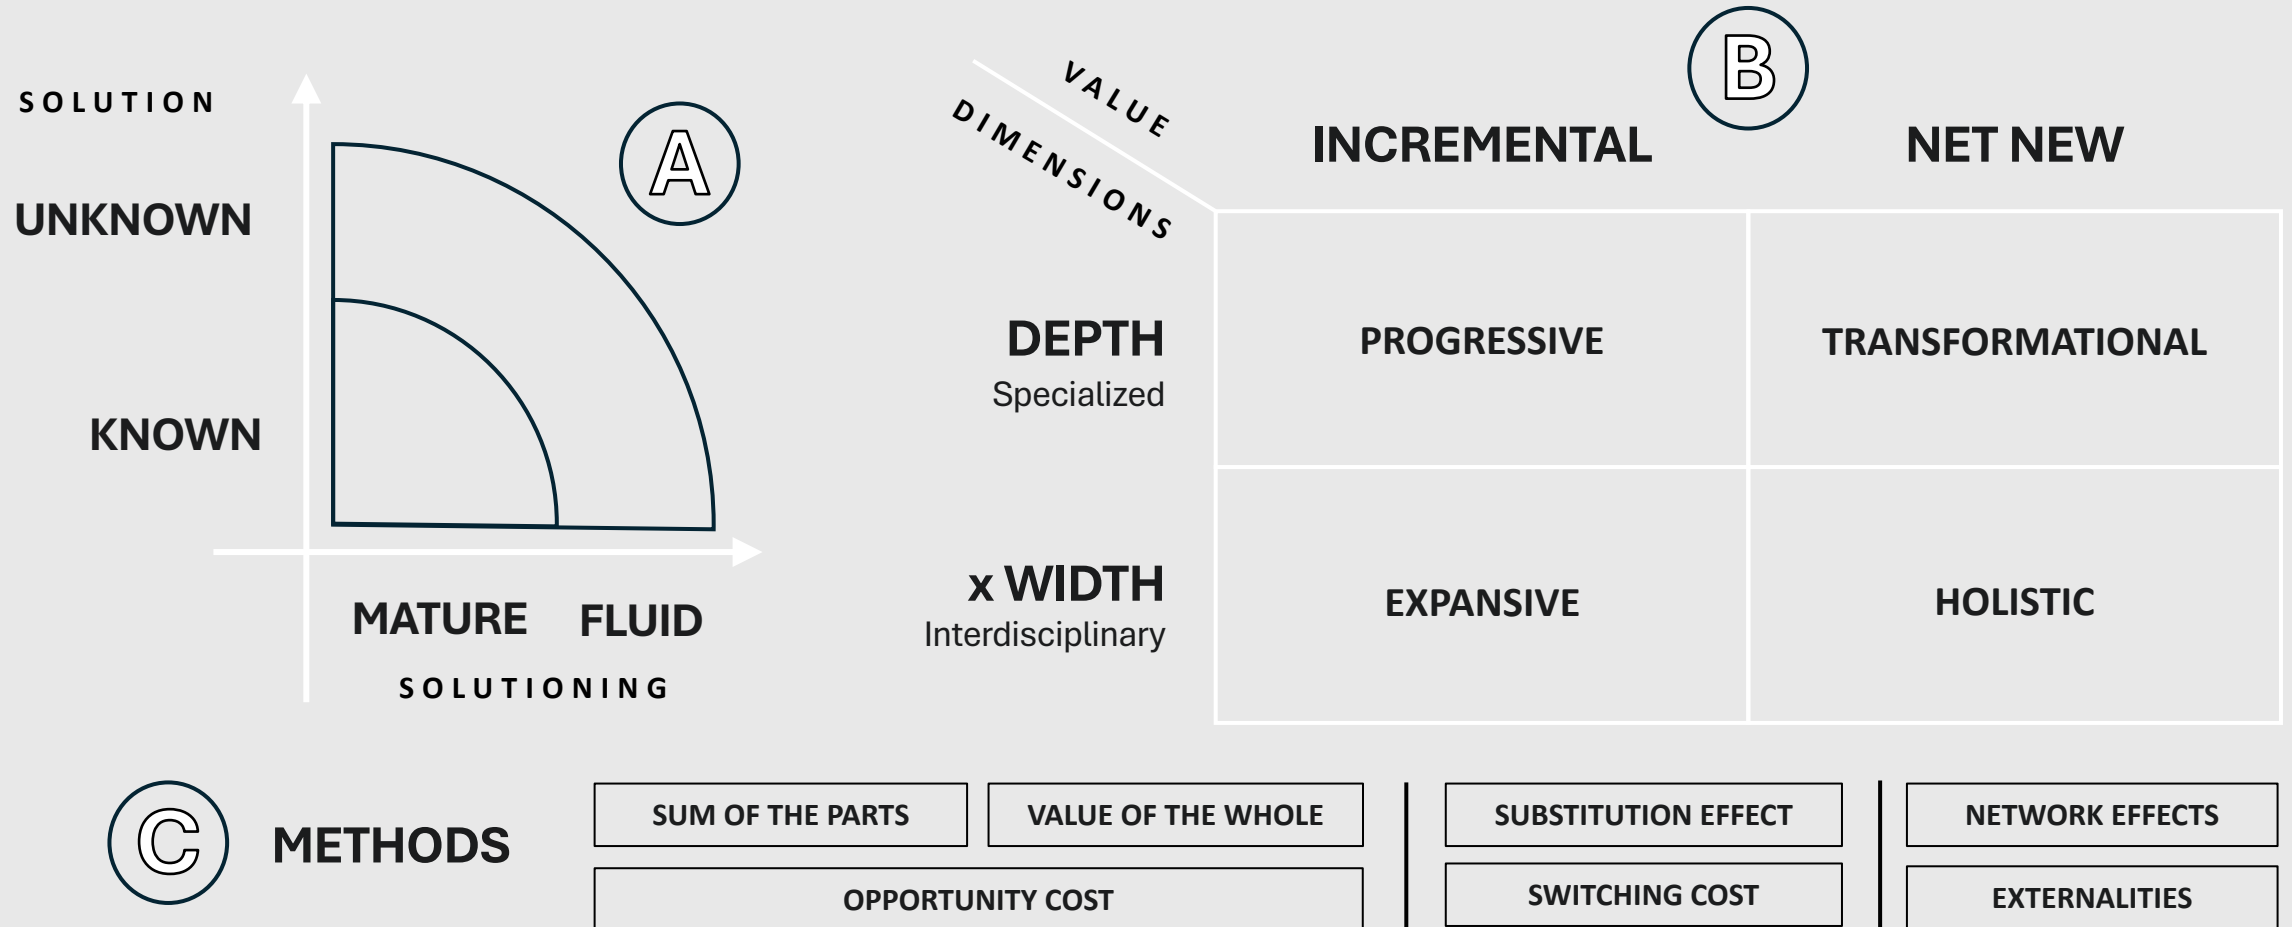 SOLUTION
UNKNOWN
KNOWN
A
MATURE FLUID
SOLUTIONING
B
VALUE
DIMENSIONS
INCREMENTAL NET NEW
DEPTH
Specialized
PROGRESSIVE TRANSFORMATIONAL
x WIDTH
Interdisciplinary
EXPANSIVE HOLISTIC
C
METHODS
SUM OF THE PARTS VALUE OF THE WHOLE
OPPORTUNITY COST
SUBSTITUTION EFFECT
SWITCHING COST
NETWORK EFFECTS
EXTERNALITIES